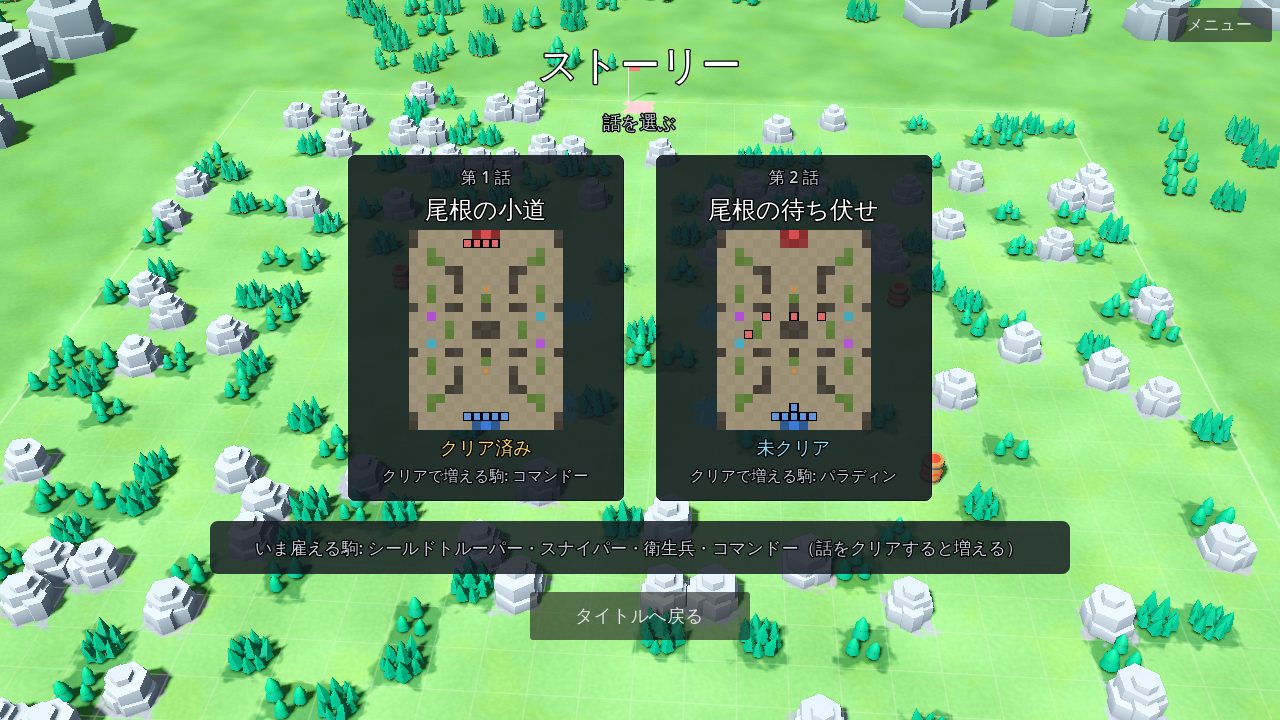 メニュー
ストーリー
話を選ぶ
第1話
尾根の小道
クリア済み
クリアで増える駒: コマンドー
第2話
尾根の待ち伏せ
未クリア
クリアで増える駒: パラディン
いま雇える駒: シールドトルーパー・スナイパー・衛生兵・コマンドー（話をクリアすると増える）
タイトルへ戻る